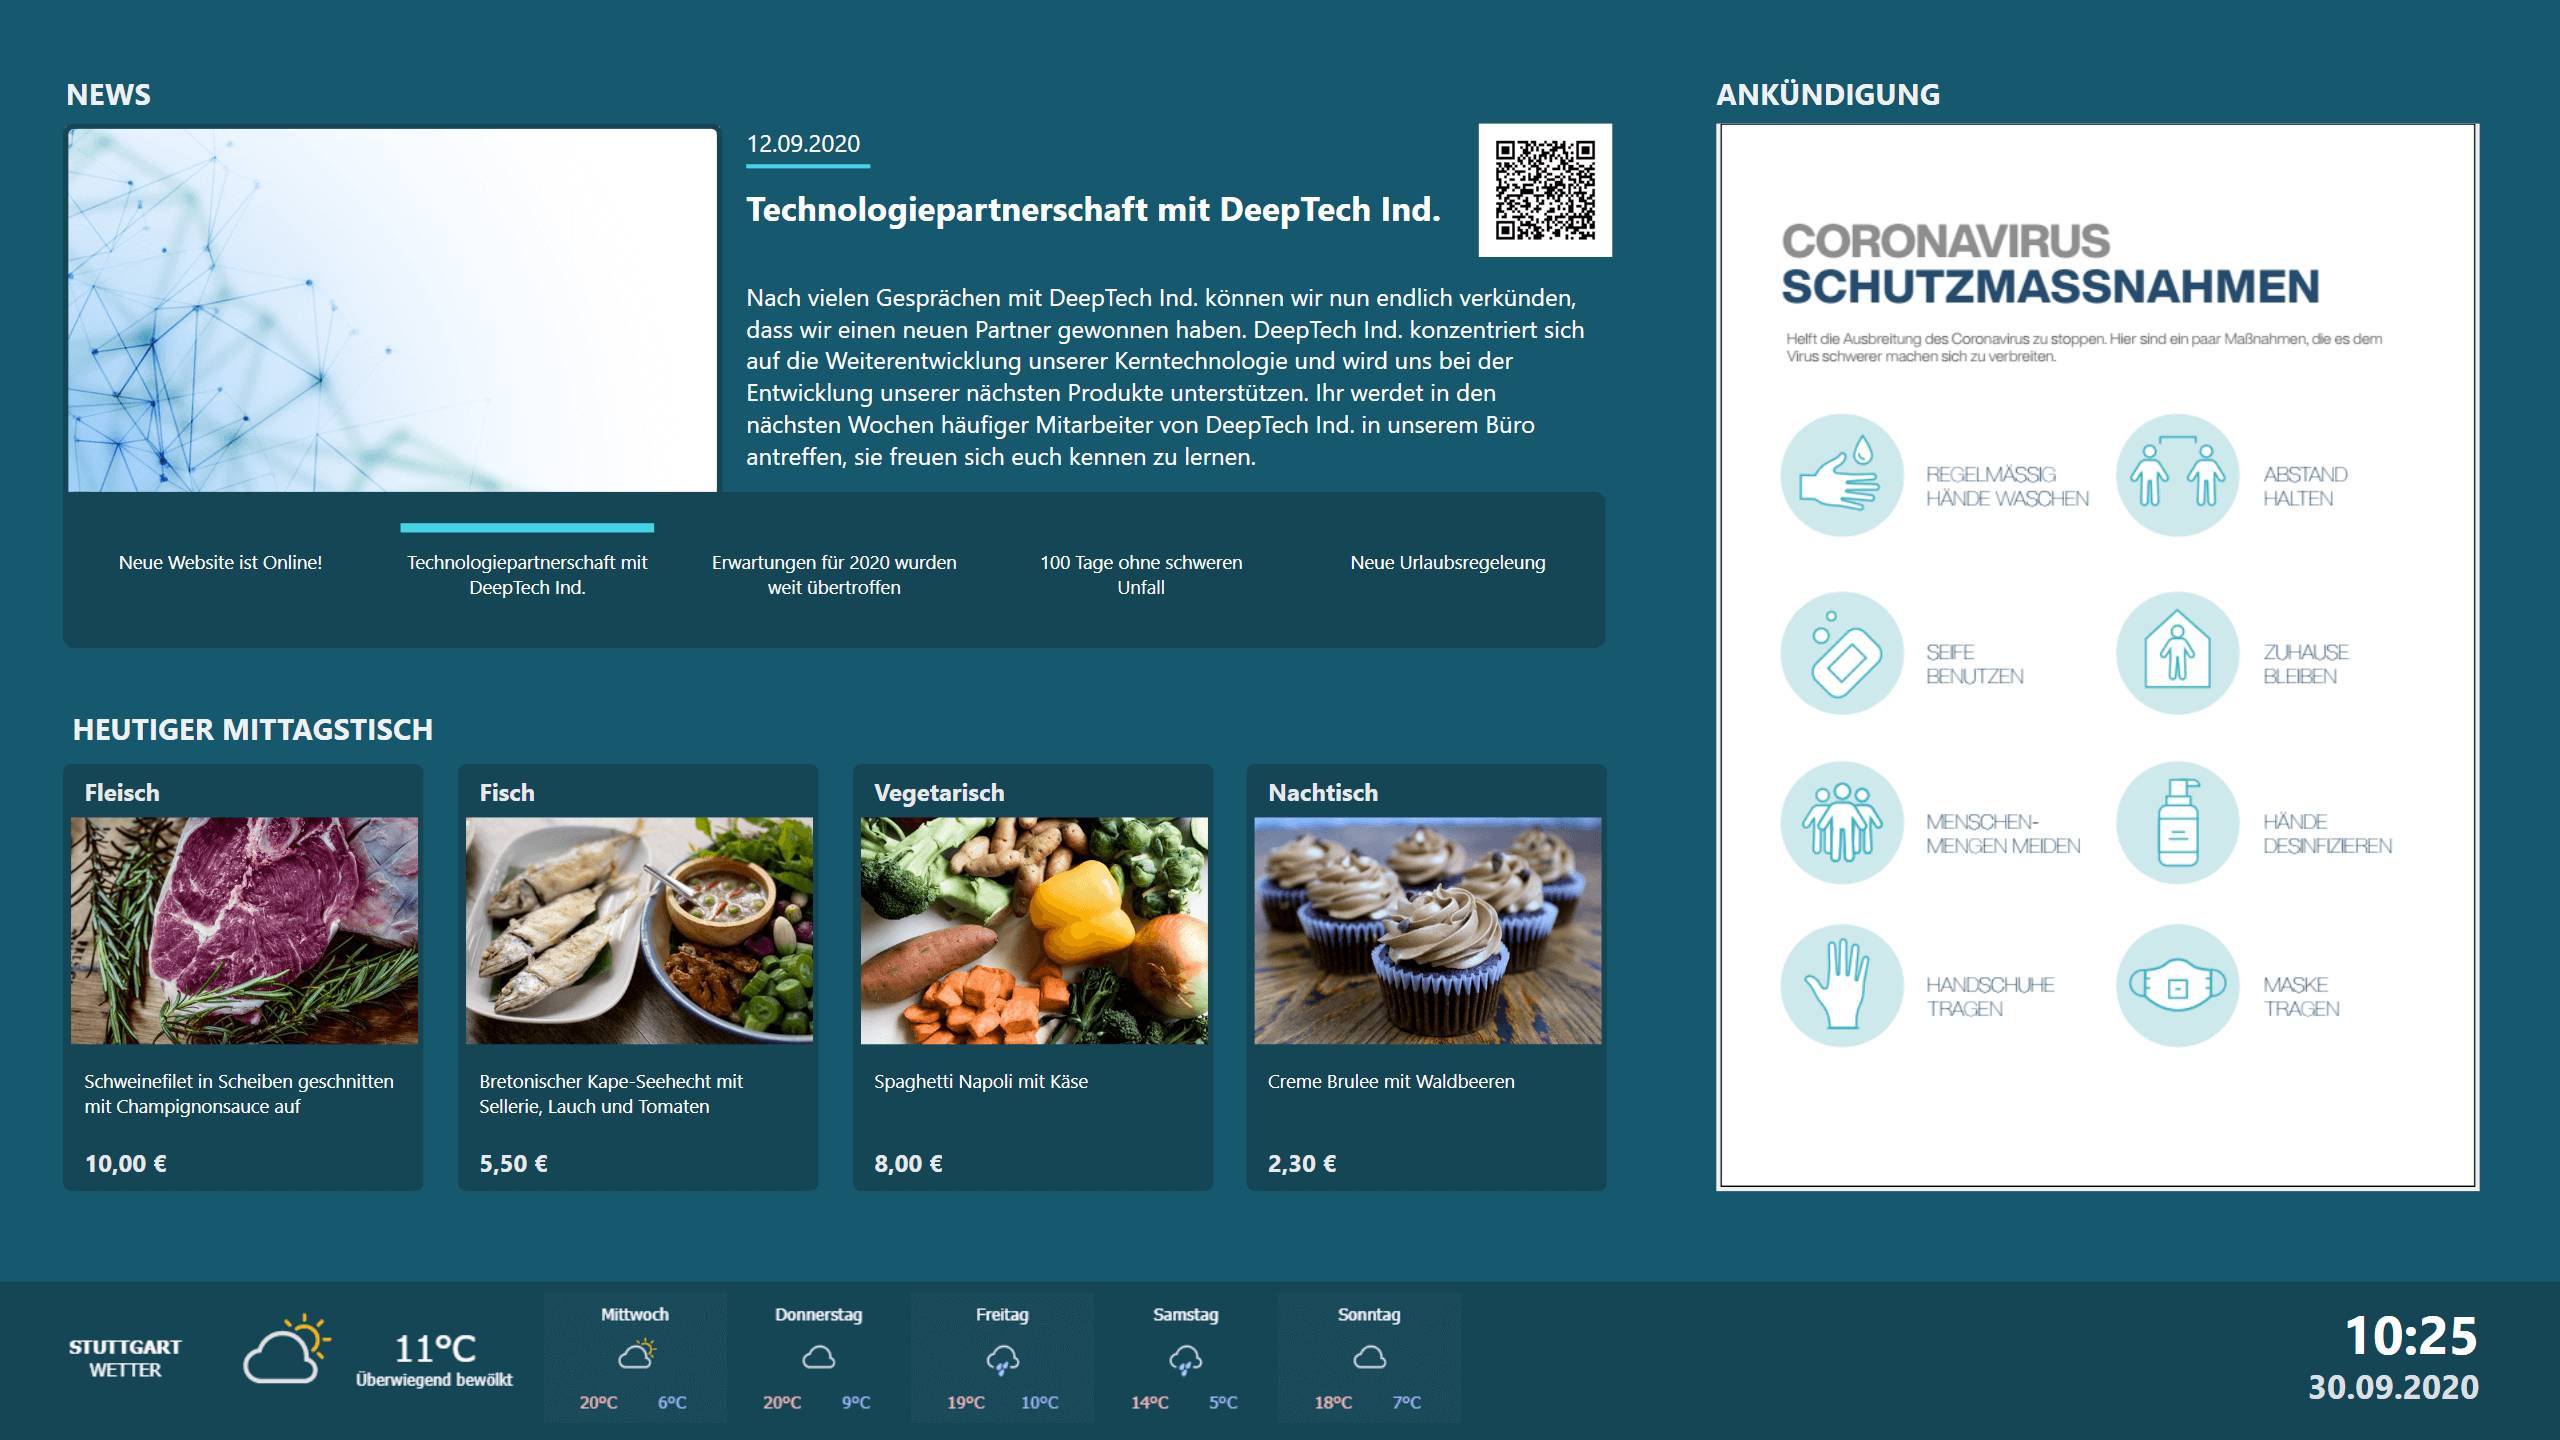 NEWS
12.09.2020
Technologiepartnerschaft mit DeepTech Ind.
Nach vielen Gesprächen mit DeepTech Ind. können wir nun endlich verkünden,
dass wir einen neuen Partner gewonnen haben. DeepTech Ind. konzentriert sich
auf die Weiterentwicklung unserer Kerntechnologie und wird uns bei der
Entwicklung unserer nächsten Produkte unterstützen. Ihr werdet in den
nächsten Wochen häufiger Mitarbeiter von DeepTech Ind. in unserem Büro
antreffen, sie freuen sich euch kennen zu lernen.
Neue Website ist Online!
Technologiepartnerschaft mit
DeepTech Ind.
Erwartungen für 2020 wurden
weit übertroffen
100 Tage ohne schweren
Unfall
Neue Urlaubsregeleung
HEUTIGER MITTAGSTISCH
Fleisch
Schweinefilet in Scheiben geschnitten
mit Champignonsauce auf
10,00 €
Fisch
Bretonischer Kape-Seehecht mit
Sellerie, Lauch und Tomaten
5,50 €
Vegetarisch
Spaghetti Napoli mit Käse
8,00 €
Nachtisch
Creme Brulee mit Waldbeeren
2,30 €
ANKÜNDIGUNG
CORONAVIRUS
SCHUTZMASSNAHMEN
Helft die Ausbreitung des Coronavirus zu stoppen. Hier sind ein paar Maßnahmen, die es dem
Virus schwerer machen sich zu verbreiten.
REGELMÄSSIG
HÄNDE WASCHEN
ABSTAND
HALTEN
SEIFE
BENUTZEN
ZUHAUSE
BLEIBEN
MENSCHEN-
MENGEN MEIDEN
HÄNDE
DESINFIZIEREN
HANDSCHUHE
TRAGEN
MASKE
TRAGEN
STUTTGART
WETTER
11°C
Überwiegend bewölkt
Mittwoch
20°C 6°C
Donnerstag
20°C 9°C
Freitag
19°C 10°C
Samstag
14°C 5°C
Sonntag
18°C 7°C
10:25
30.09.2020